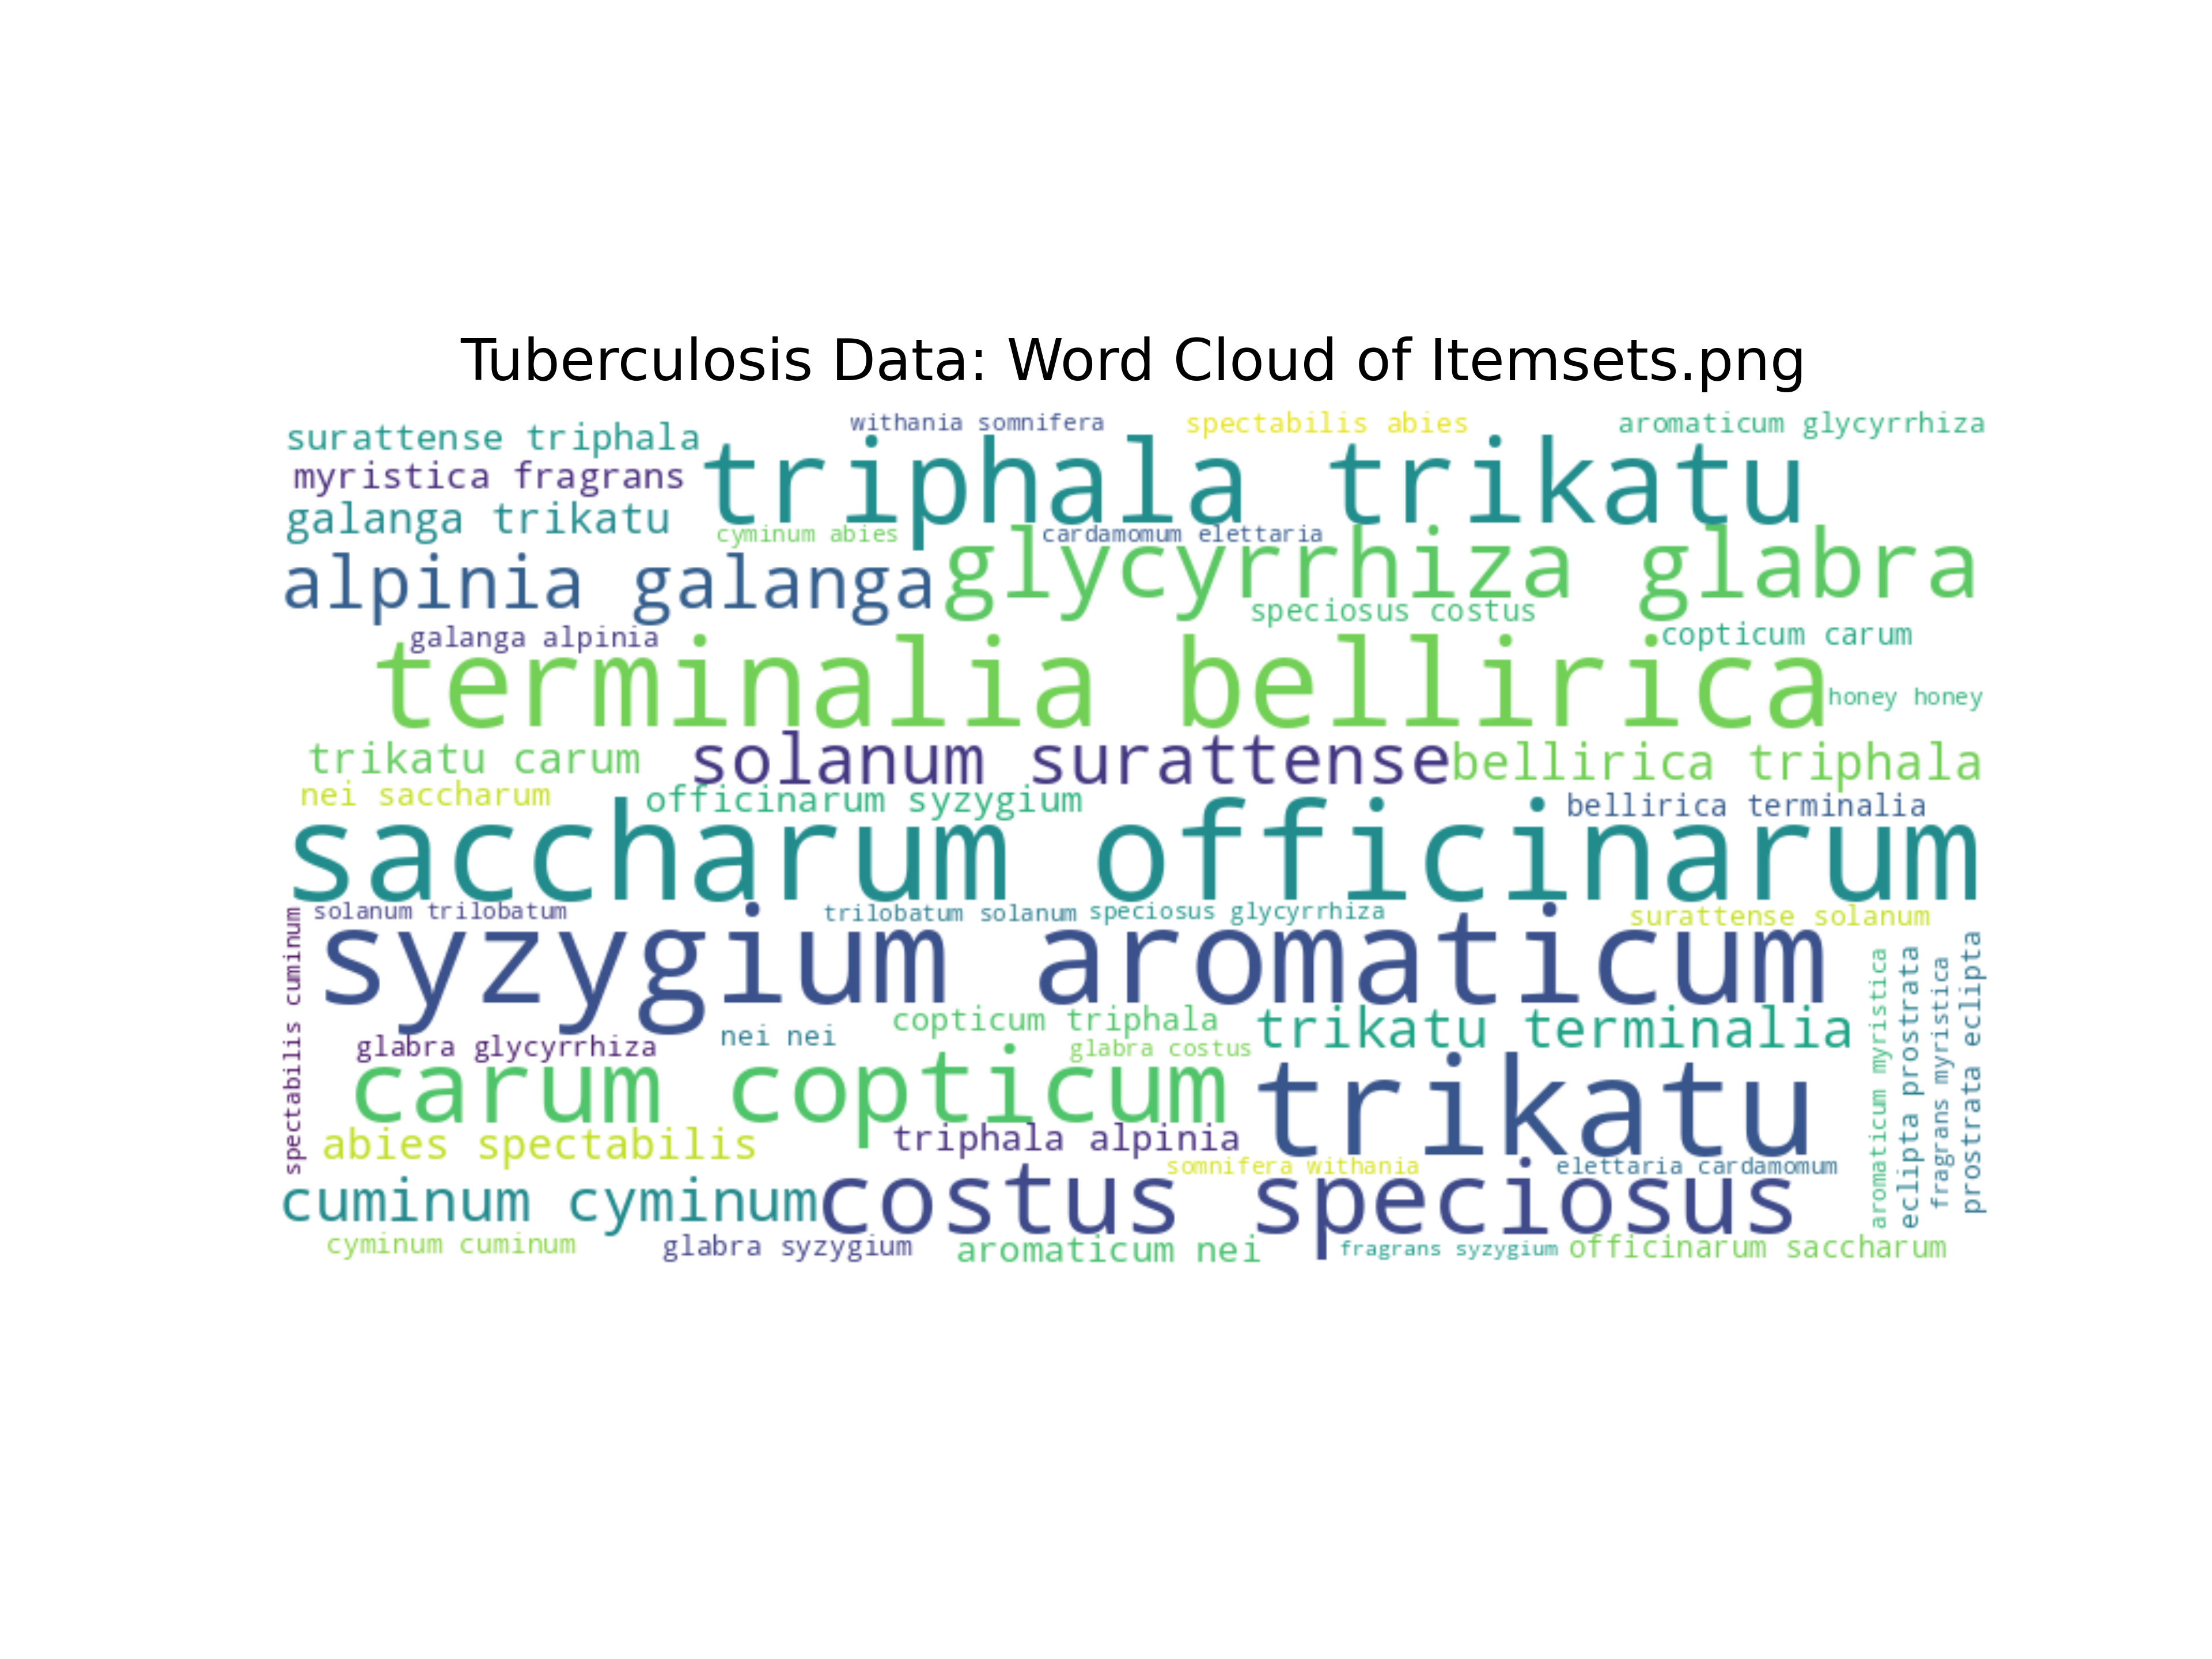 Tuberculosis Data: Word Cloud of Itemsets.png
withania somnifera
spectabilis abies
aromaticum glycyrrhiza
surattense triphala
myristica fragrans
triphala trikatu
galanga trikatu
cyminum abies
cardamomum elettaria
alpinia galanga
glycyrrhiza glabra
speciosus costus
galanga alpinia
copticum carum
terminalia bellirica
honey honey
trikatu carum
solanum surattense
bellirica triphala
nei saccharum
officinarum syzygium
bellirica terminalia
saccharum officinarum
solanum trilobatum
trilobatum solanum
speciosus glycyrrhiza
surattense solanum
spectabilis cuminum
syzygium aromaticum
aromaticum myristica
eclipta prostrata
fragrans myristica
prostrata eclipta
copticum triphala
trikatu terminalia
nei nei
glabra glycyrrhiza
glabra costus
carum copticum
trikatu
abies spectabilis
triphala alpinia
somnifera withania
elettaria cardamomum
cuminum cyminum
costus speciosus
cyminum cuminum
glabra syzygium
aromaticum nei
fragrans syzygium
officinarum saccharum